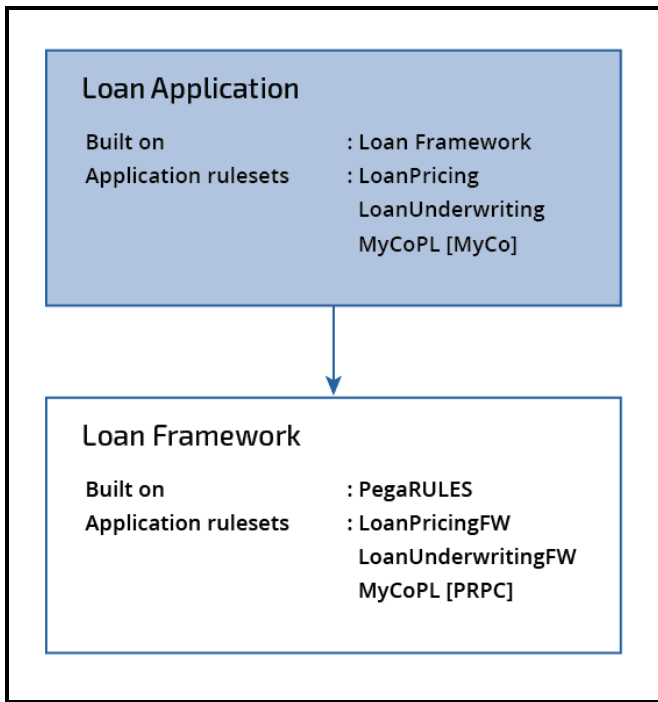 Loan Application
Built on : Loan Framework
Application rulesets : LoanPricing
LoanUnderwriting
MyCoPL [MyCo]
Loan Framework
Built on : PegaRULES
Application rulesets : LoanPricingFW
LoanUnderwritingFW
MyCoPL [PRPC]